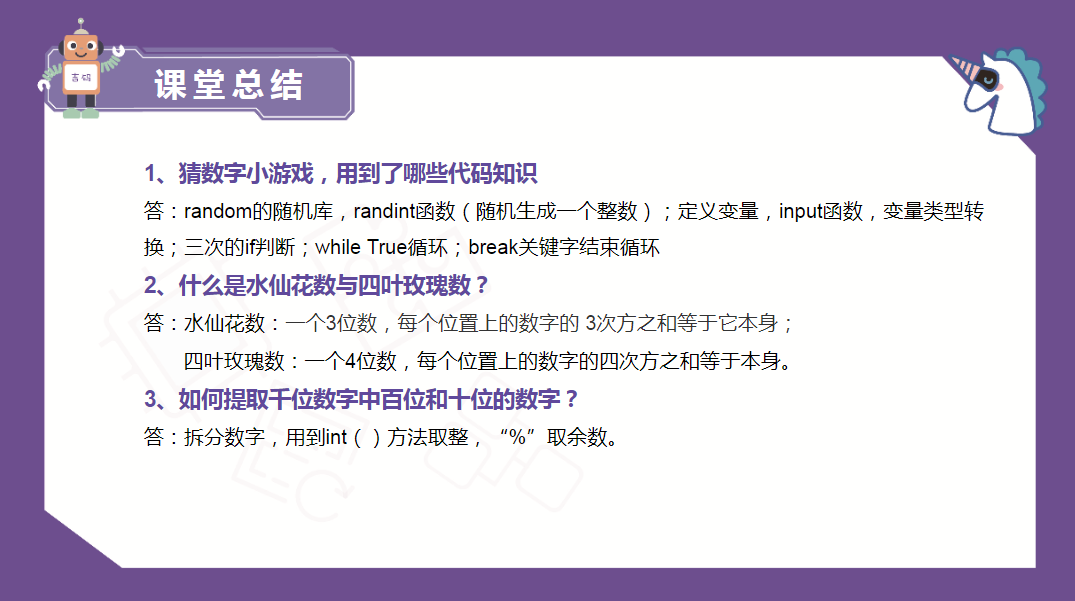 吉码
课堂总结
1、猜数字小游戏，用到了哪些代码知识
答：random的随机库，randint函数（随机生成一个整数）；定义变量，input函数，变量类型转
换；三次的if判断；while True循环；break关键字结束循环
2、什么是水仙花数与四叶玫瑰数？
答：水仙花数：一个3位数，每个位置上的数字的 3次方之和等于它本身；
四叶玫瑰数：一个4位数，每个位置上的数字的四次方之和等于本身。
3、如何提取千位数字中百位和十位的数字？
答：拆分数字，用到int（）方法取整，“%”取余数。